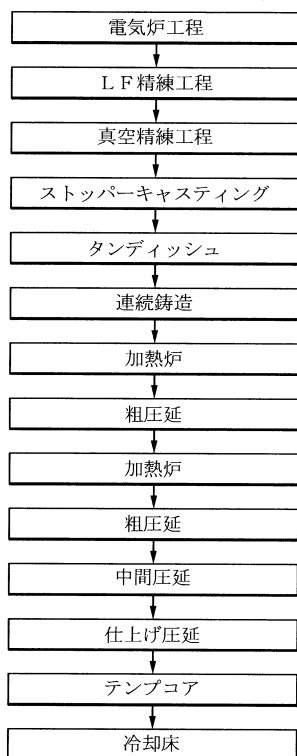 電気炉工程
LF精練工程
真空精練工程
ストッパーキャスティング
タンディッシュ
連続鋳造
加熱炉
粗圧延
加熱炉
粗圧延
中間圧延
仕上げ圧延
テンプコア
冷却床